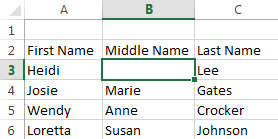 A B C
1
2 First Name Middle Name Last Name
3 Heidi Lee
4 Josie Marie Gates
5 Wendy Anne Crocker
6 Loretta Susan Johnson